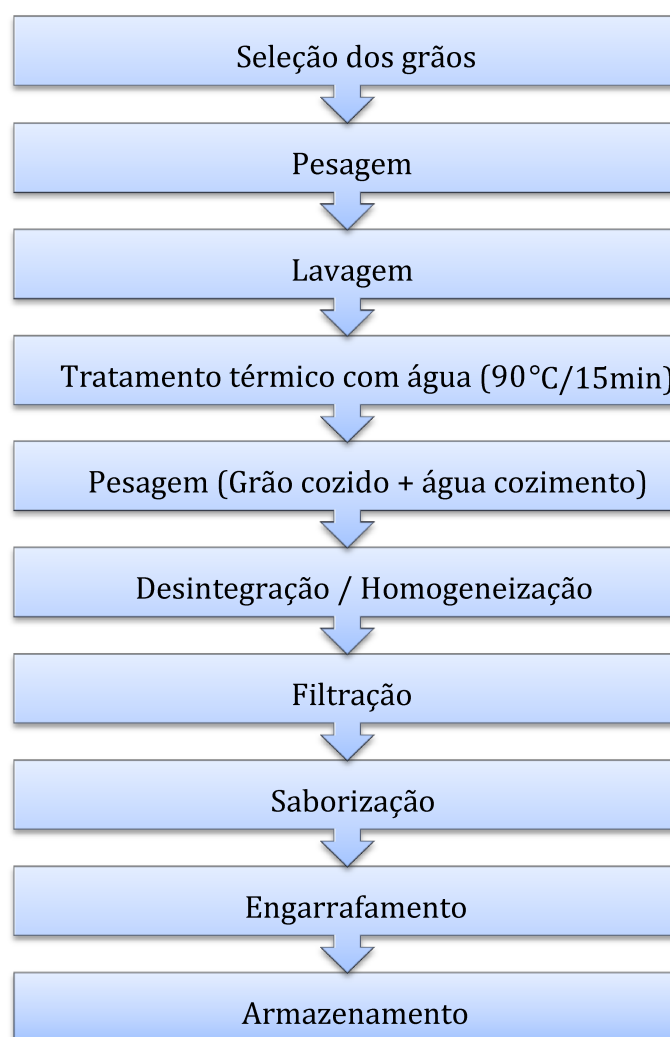 Seleção dos grãos
Pesagem
Lavagem
Tratamento térmico com água (90°C/15min)
Pesagem (Grão cozido + água cozimento)
Desintegração / Homogeneização
Filtração
Saborização
Engarrafamento
Armazenamento